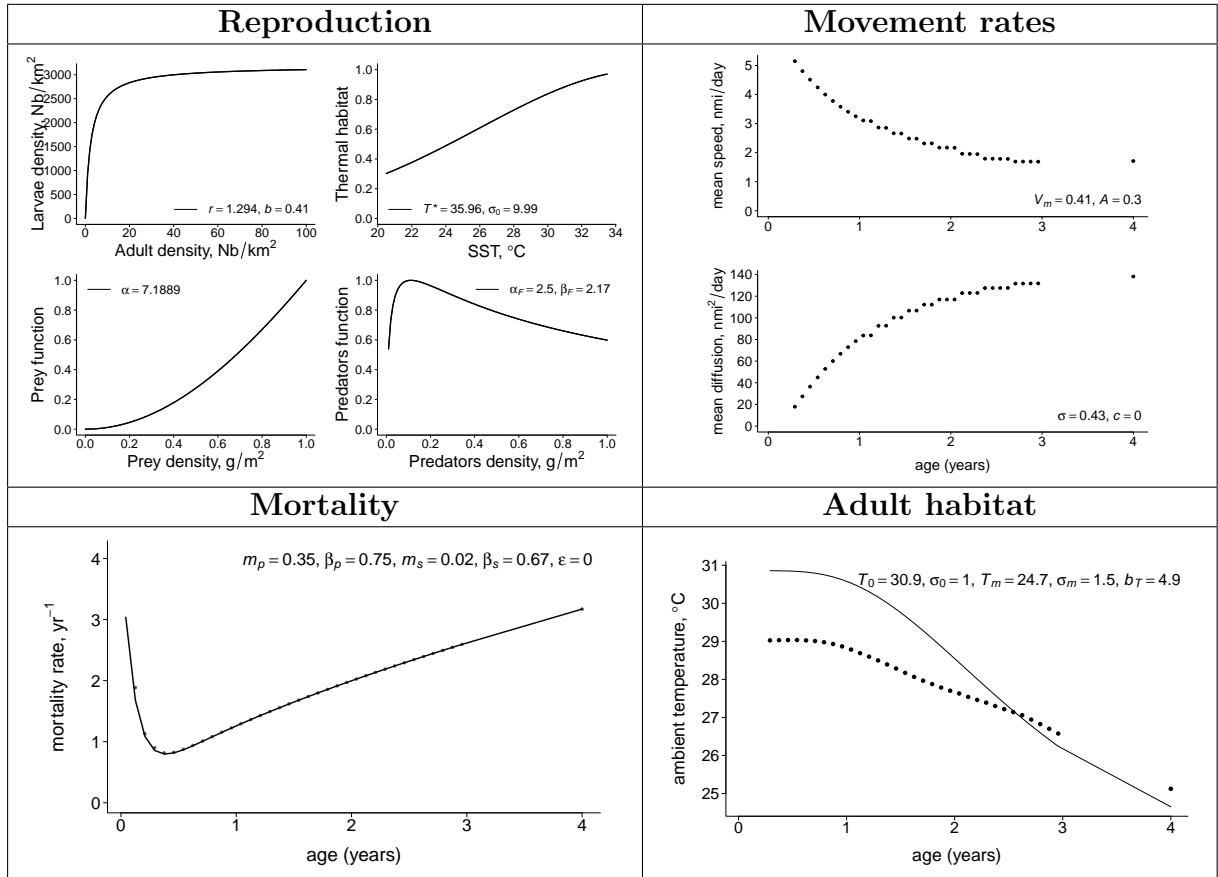 Reproduction
Larvae density, Nb/km²
3000
2500
2000
1500
1000
500
0
r = 1.294, b = 0.41
0 20 40 60 80 100
Adult density, Nb/km²
Thermal habitat
1.0
0.8
0.6
0.4
0.2
0.0
T* = 35.96, σ₀ = 9.99
20 22 24 26 28 30 32 34
SST, °C
Prey function
1.0
0.8
0.6
0.4
0.2
0.0
α = 7.1889
0.0 0.2 0.4 0.6 0.8 1.0
Prey density, g/m²
Predators function
1.0
0.8
0.6
0.4
0.2
0.0
α_F = 2.5, β_F = 2.17
0.0 0.2 0.4 0.6 0.8 1.0
Predators density, g/m²
Movement rates
mean speed, nmi/day
5
4
3
2
1
0
V_m = 0.41, A = 0.3
0 1 2 3 4
mean diffusion, nmi²/day
140
120
100
80
60
40
20
0
σ = 0.43, c = 0
0 1 2 3 4
age (years)
Mortality
mortality rate, yr⁻¹
4
3
2
1
0
m_p = 0.35, β_p = 0.75, m_s = 0.02, β_s = 0.67, ε = 0
0 1 2 3 4
age (years)
Adult habitat
ambient temperature, °C
31
30
29
28
27
26
25
T₀ = 30.9, σ₀ = 1, T_m = 24.7, σ_m = 1.5, b_T = 4.9
0 1 2 3 4
age (years)